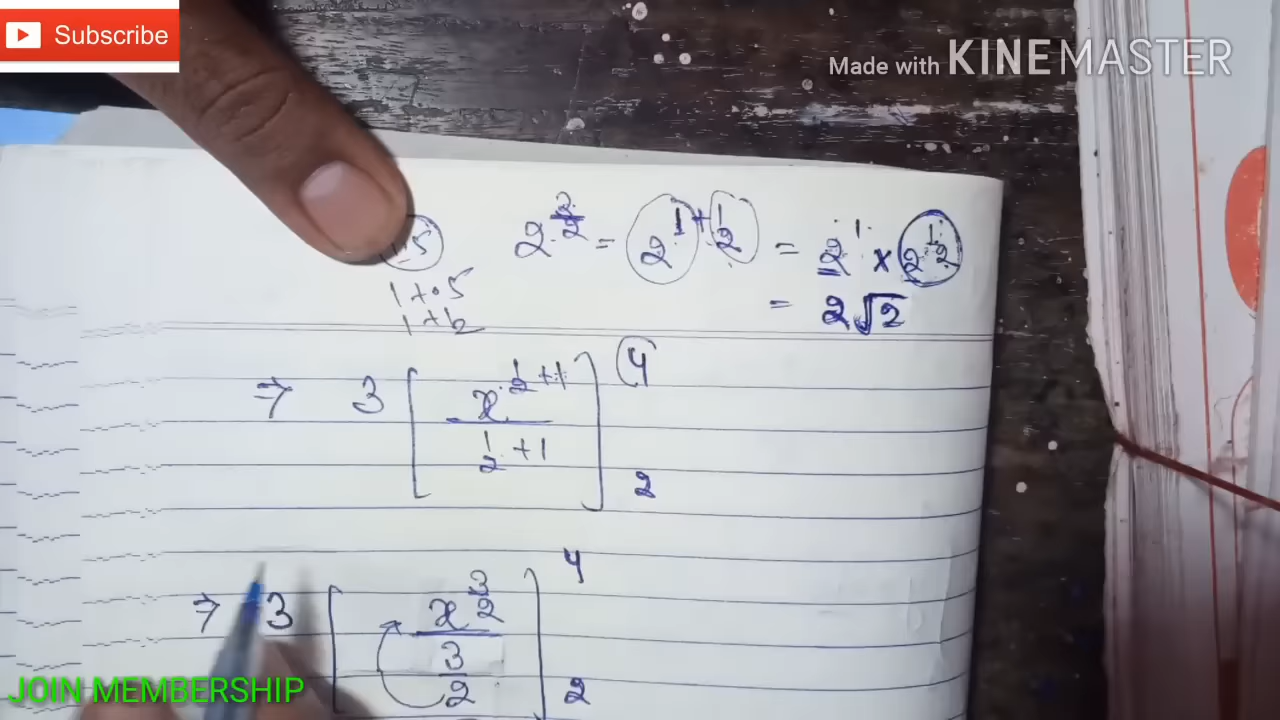 Subscribe
Made with KINEMASTER
1.5
1+.5
1+½
2^(3/2) = 2^(1+1/2) = 2^1 x 2^(1/2)
= 2√2
→ 3 [ x^(1/2+1) / (1/2+1) ] 4 2
→ 3 [ x^(3/2) / (3/2) ] 4 2
JOIN MEMBERSHIP